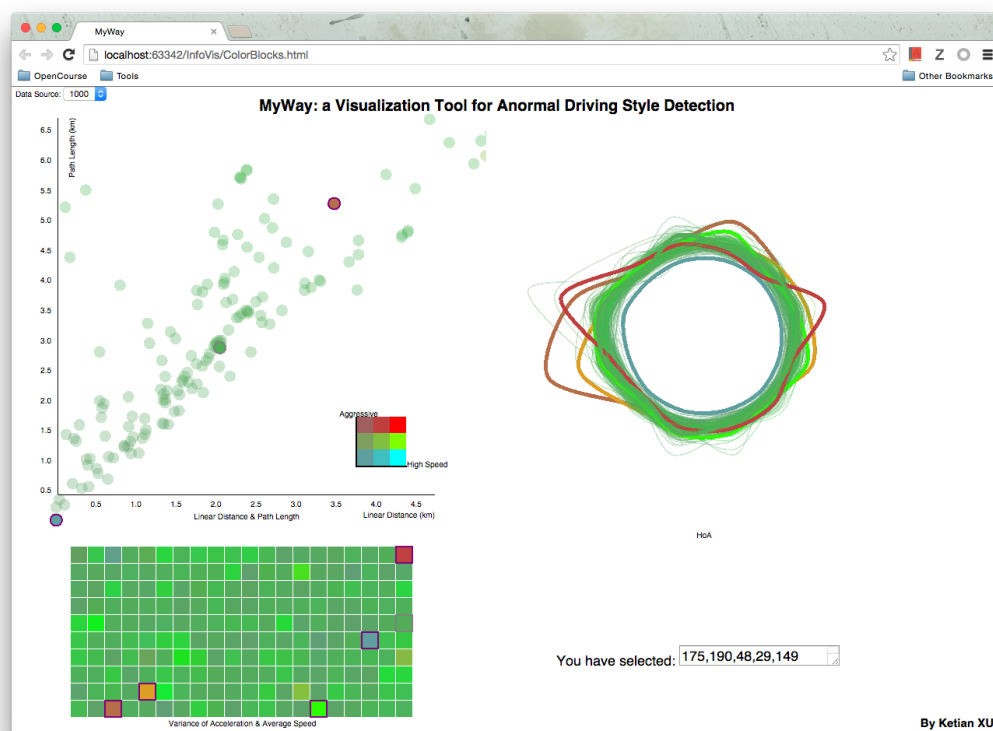 MyWay
localhost:63342/InfoVis/ColorBlocks.html
OpenCourse Tools Other Bookmarks
Data Source: 1000
MyWay: a Visualization Tool for Anormal Driving Style Detection
Path Length (km)
6.5
6.0
5.5
5.0
4.5
4.0
3.5
3.0
2.5
2.0
1.5
1.0
0.5
Aggressive
High Speed
0.5 1.0 1.5 2.0 2.5 3.0 3.5 4.0 4.5
Linear Distance & Path Length Linear Distance (km)
HoA
You have selected: 175,190,48,29,149
Variance of Acceleration & Average Speed
By Ketian XU